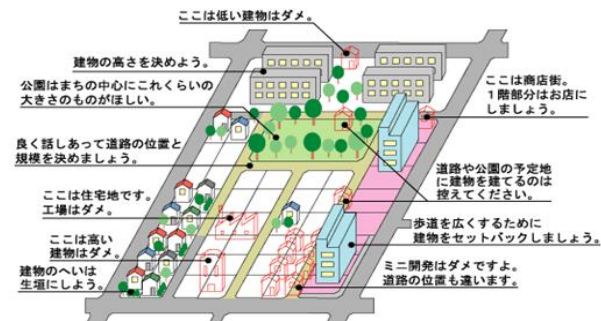 ここは低い建物はダメ。
建物の高さを決めよう。
公園はまちの中心にこれくらいの
大きさのものがほしい。
ここは商店街。
1階部分はお店に
しましょう。
良く話しあって道路の位置と
規模を決めましょう。
道路や公園の予定地
に建物を建てるのは
控えてください。
ここは住宅地です。
工場はダメ。
歩道を広くするために
建物をセットバックしましょう。
ここは高い
建物はダメ。
建物のへいは
生垣にしよう。
ミニ開発はダメですよ。
道路の位置も違います。